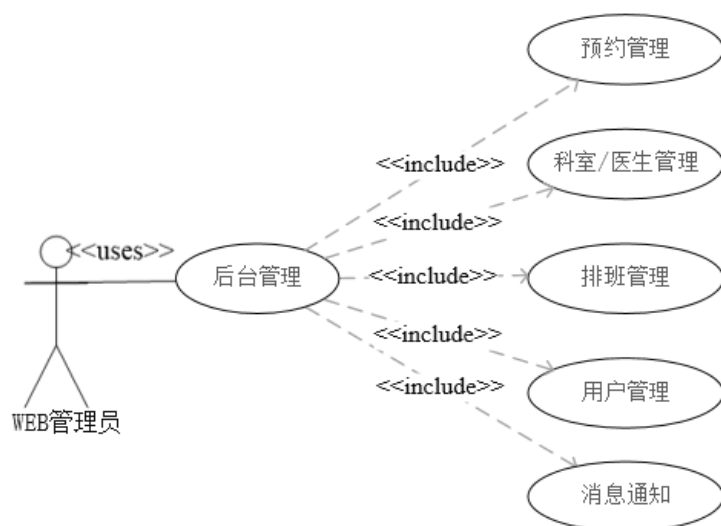 预约管理
<<include>>
科室/医生管理
<<include>>
<<uses>>
后台管理
<<include>>
排班管理
<<include>>
<<include>>
用户管理
WEB管理员
消息通知